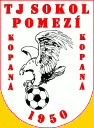 TJ SOKOL
POMEZÍ
KOPANÁ
KOPANÁ
1950